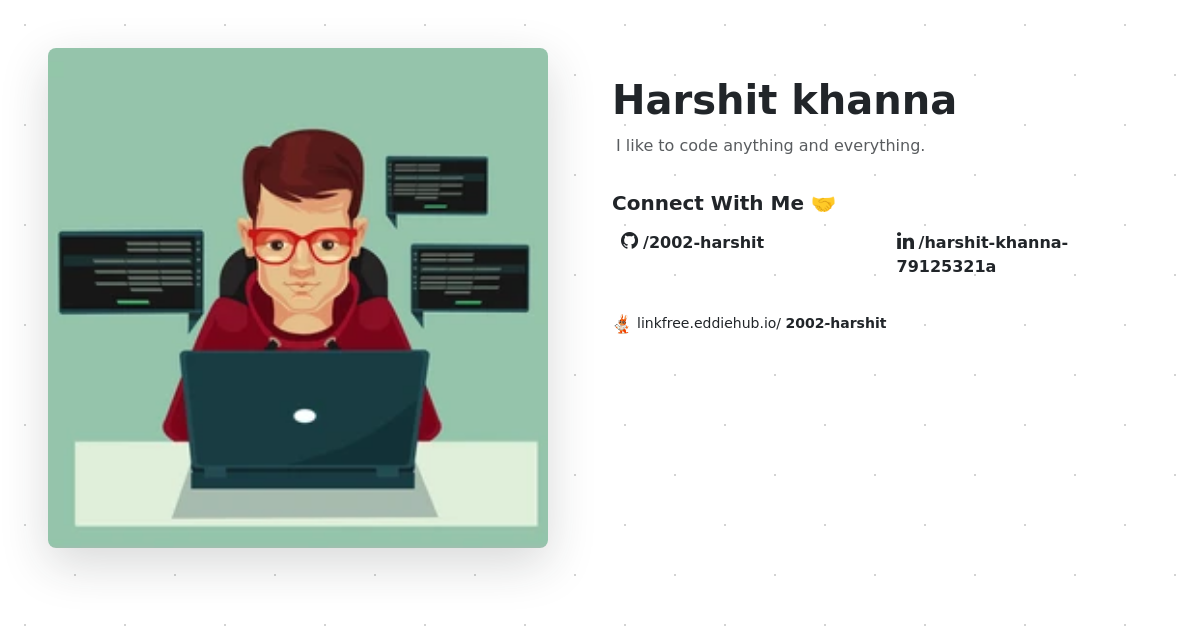 Harshit khanna
I like to code anything and everything.
Connect With Me 🤝
/2002-harshit
/harshit-khanna-
79125321a
linkfree.eddiehub.io/ 2002-harshit